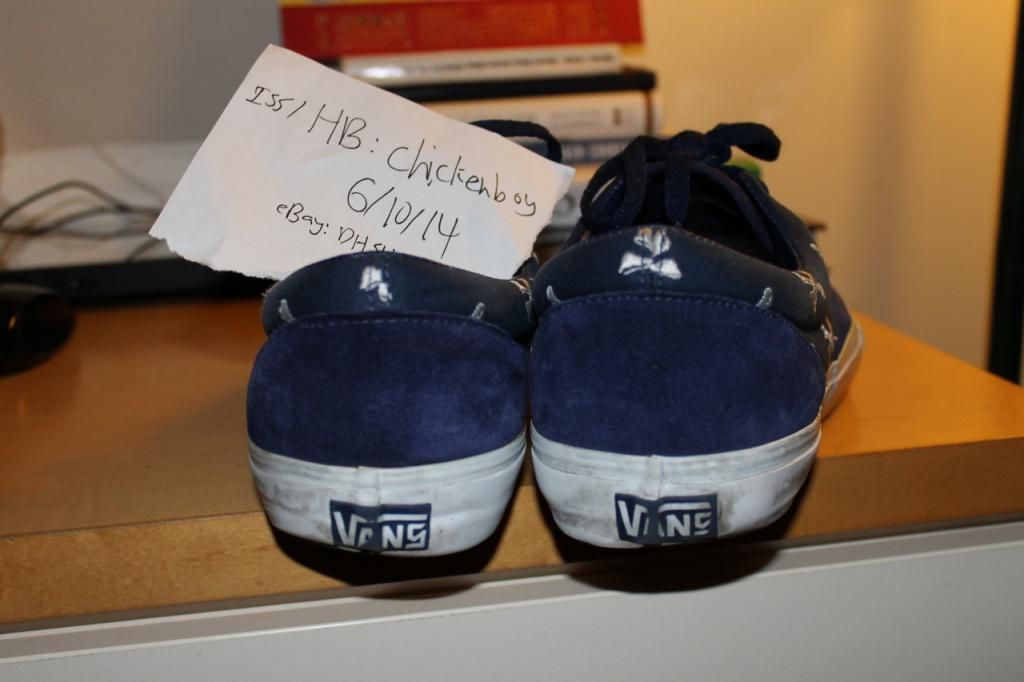 Iss/HB: chickenboy
6/10/14
eBay:
VANS
VANS